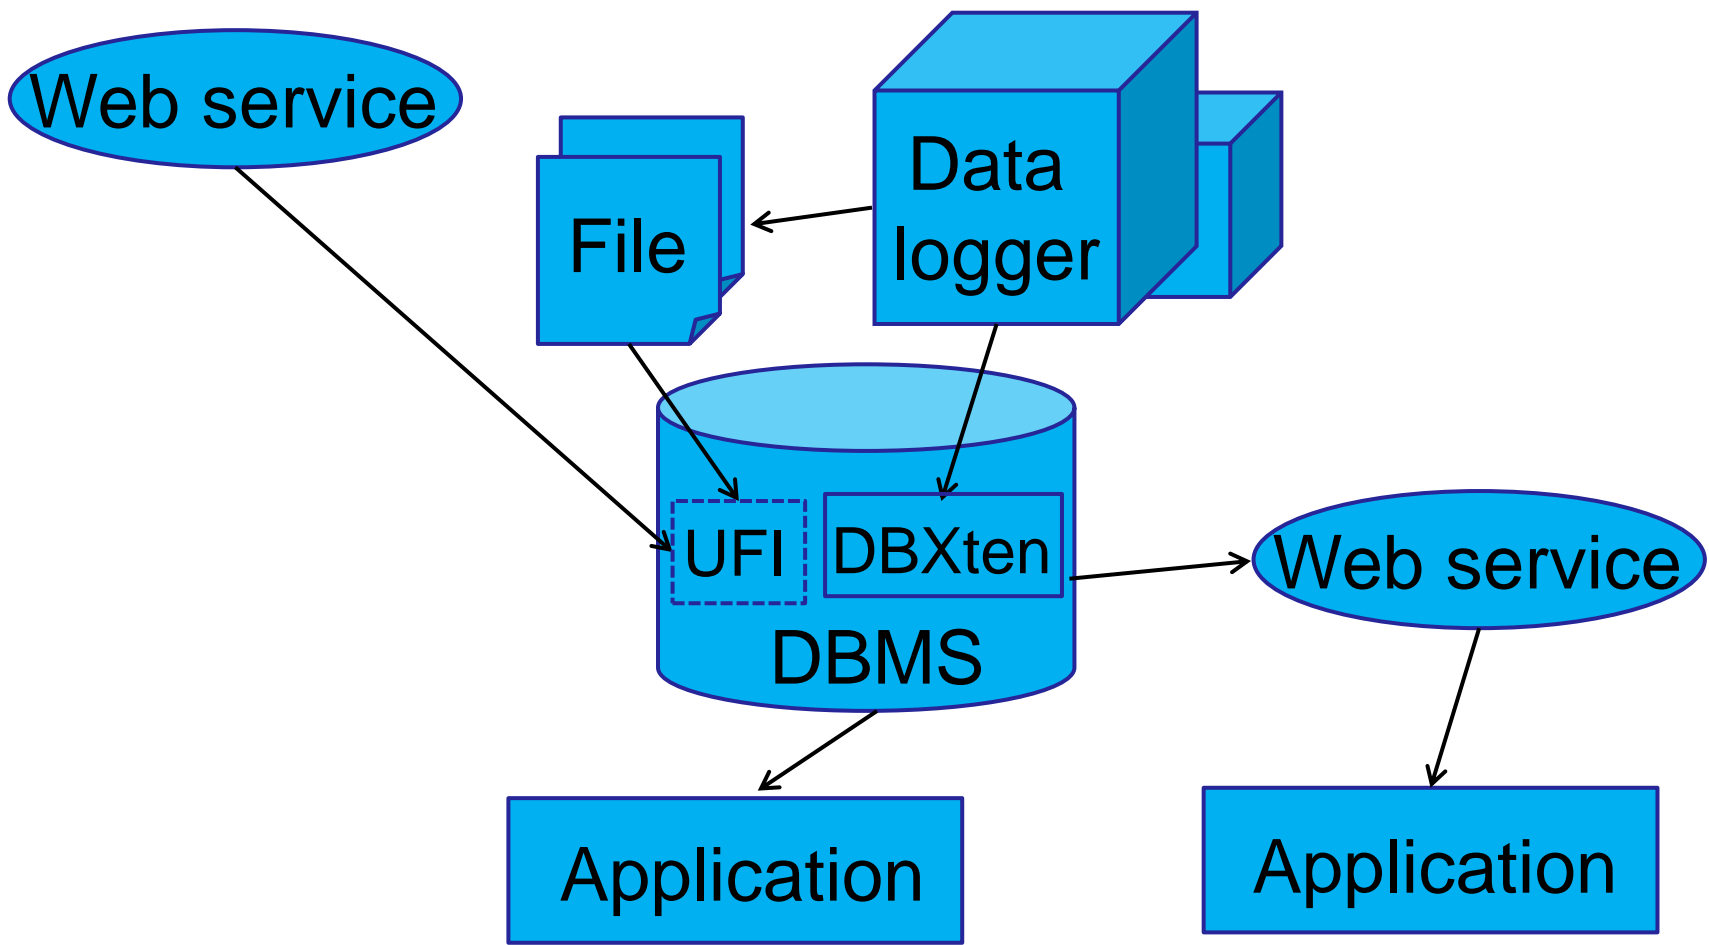 Web service
Data
logger
File
UFI
DBXten
DBMS
Web service
Application
Application